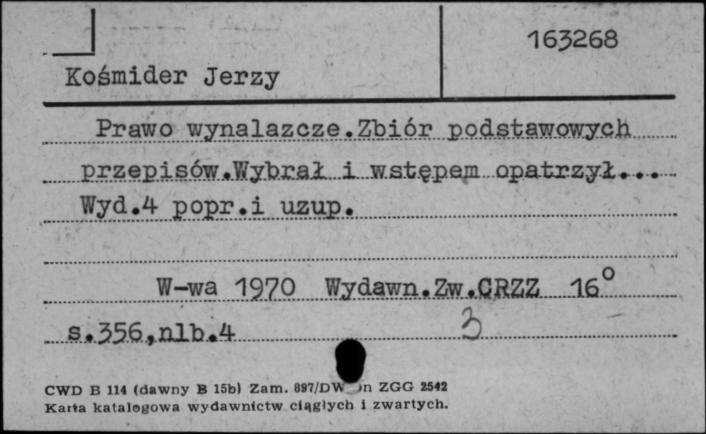 163268
Kośmider Jerzy
Prawo wynalazcze.Zbiór podstawowych
przepisów.Wybrał i wstępem opatrzył...
Wyd.4 popr.i uzup.
W-wa 1970 Wydawn.Zw.CRZZ 16°
s.356,nlb.4 3
CWD B 114 (dawny B 15b) Zam. 897/DW ZGG 2542
Karta katalogowa wydawnictw ciągłych i zwartych.